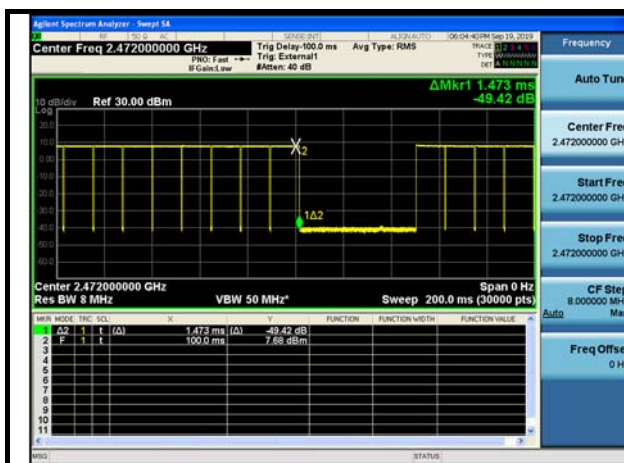 Agilent Spectrum Analyzer - Swept SA
RF 50 Ω AC SENSE:INT ALIGN AUTO 06:04:40 PM Sep 19, 2019
Center Freq 2.472000000 GHz
PNO: Fast
IFGain:Low
Trig Delay-100.0 ms
Trig: External1
#Atten: 40 dB
Avg Type: RMS
TRACE 1 2 3 4 5 6
TYPE
DET A N N N N N
ΔMkr1 1.473 ms
-49.42 dB
10 dB/div Ref 30.00 dBm
Log
20.0
10.0
0.00
-10.0
-20.0
-30.0
-40.0
-50.0
-60.0
2
1Δ2
Center 2.472000000 GHz Span 0 Hz
Res BW 8 MHz VBW 50 MHz* Sweep 200.0 ms (30000 pts)
MKR MODE TRC SCL X Y FUNCTION FUNCTION WIDTH FUNCTION VALUE
1 Δ2 1 t (Δ) 1.473 ms (Δ) -49.42 dB
2 F 1 t 100.0 ms 7.68 dBm
3
4
5
6
7
8
9
10
11
MSG STATUS
Frequency
Auto Tun
Center Fre
2.472000000 GH
Start Fre
2.472000000 GH
Stop Fre
2.472000000 GH
CF Ste
8.000000 MH
Auto Ma
Freq Offse
0 H